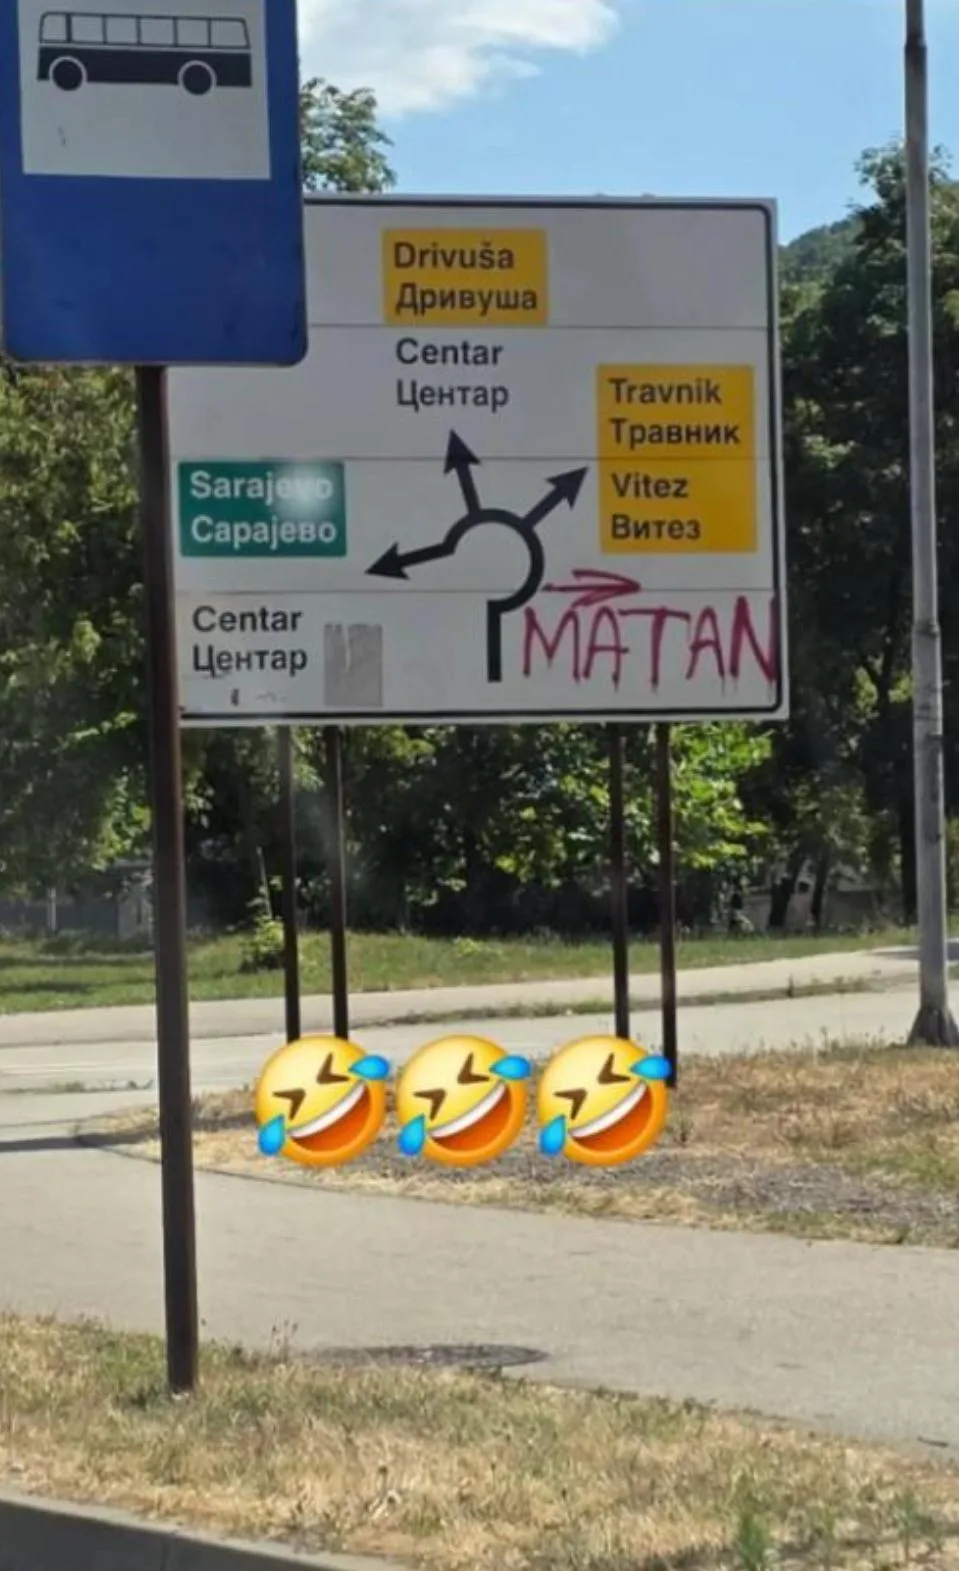 Drivuša
Дривуша
Centar
Центар
Travnik
Травник
Sarajevo
Сарајево
Vitez
Витез
Centar
Центар
MATAN